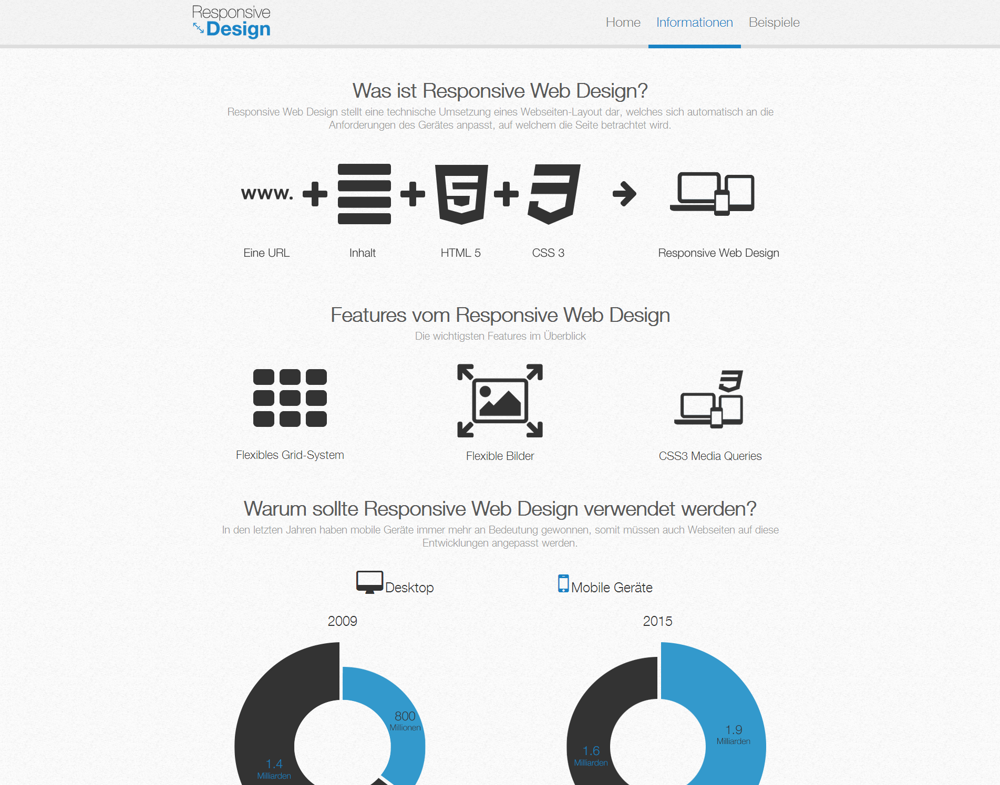 Responsive
Design
Home
Informationen
Beispiele
Was ist Responsive Web Design?
Responsive Web Design stellt eine technische Umsetzung eines Webseiten-Layout dar, welches sich automatisch an die
Anforderungen des Gerätes anpasst, auf welchem die Seite betrachtet wird.
www.
Eine URL
Inhalt
HTML 5
CSS 3
Responsive Web Design
Features vom Responsive Web Design
Die wichtigsten Features im Überblick
Flexibles Grid-System
Flexible Bilder
CSS3 Media Queries
Warum sollte Responsive Web Design verwendet werden?
In den letzten Jahren haben mobile Geräte immer mehr an Bedeutung gewonnen, somit müssen auch Webseiten auf diese
Entwicklungen angepasst werden.
Desktop
Mobile Geräte
2009
800
Millionen
1.4
Milliarden
2015
1.9
Milliarden
1.6
Milliarden